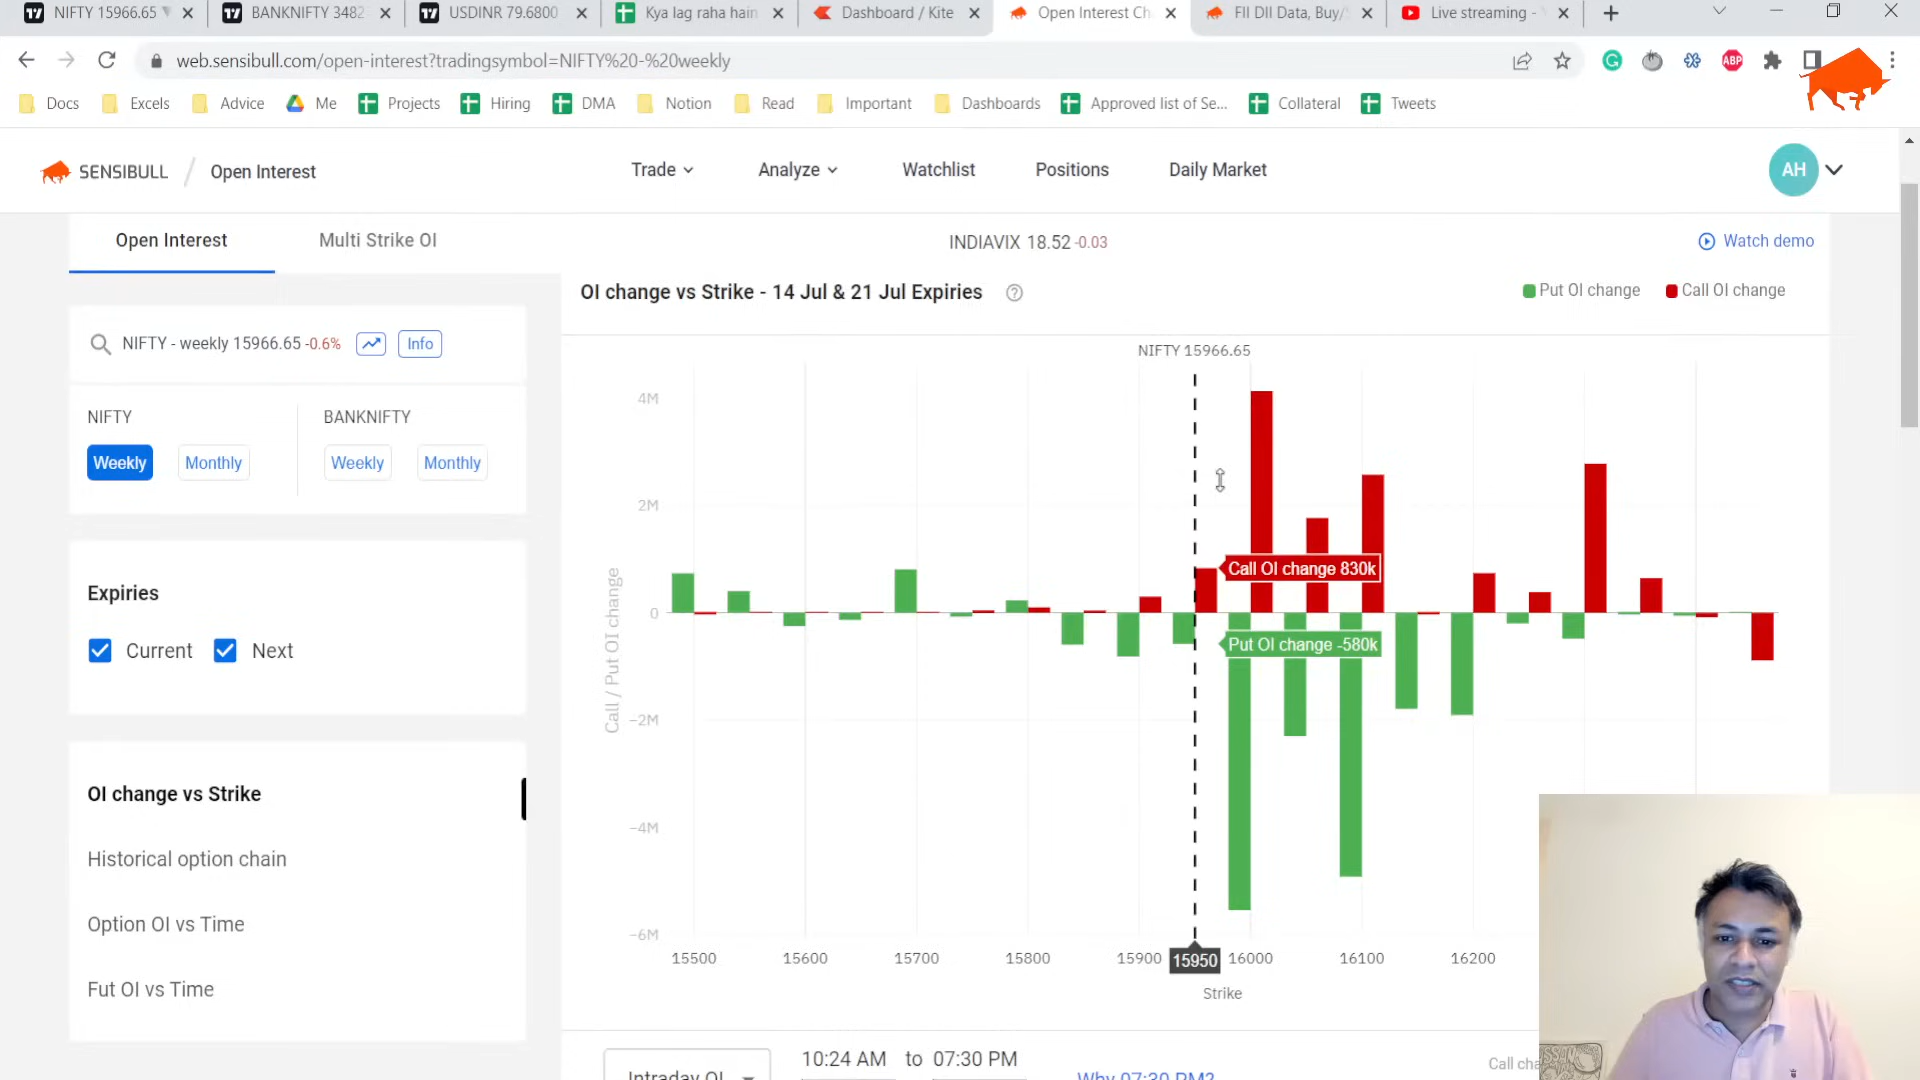 NIFTY 15966.65
BANKNIFTY 3482
USDINR 79.6800
Kya lag raha hain
Dashboard / Kite
Open Interest Ch
FII DII Data, Buy/
Live streaming -
web.sensibull.com/open-interest?tradingsymbol=NIFTY%20-%20weekly
Docs Excels Advice Me Projects Hiring DMA Notion Read Important Dashboards Approved list of Se... Collateral Tweets
SENSIBULL / Open Interest
Trade Analyze Watchlist Positions Daily Market
AH
Open Interest Multi Strike OI
INDIAVIX 18.52 -0.03
Watch demo
OI change vs Strike - 14 Jul & 21 Jul Expiries
Put OI change Call OI change
NIFTY - weekly 15966.65 -0.6% Info
NIFTY BANKNIFTY
Weekly Monthly Weekly Monthly
Expiries
Current Next
OI change vs Strike
Historical option chain
Option OI vs Time
Fut OI vs Time
NIFTY 15966.65
4M
2M
0
-2M
-4M
-6M
Call / Put OI change
Call OI change 830k
Put OI change -580k
15500 15600 15700 15800 15900 15950 16000 16100 16200
Strike
Intraday OI
10:24 AM to 07:30 PM
Why 07:30 PM?
ABP